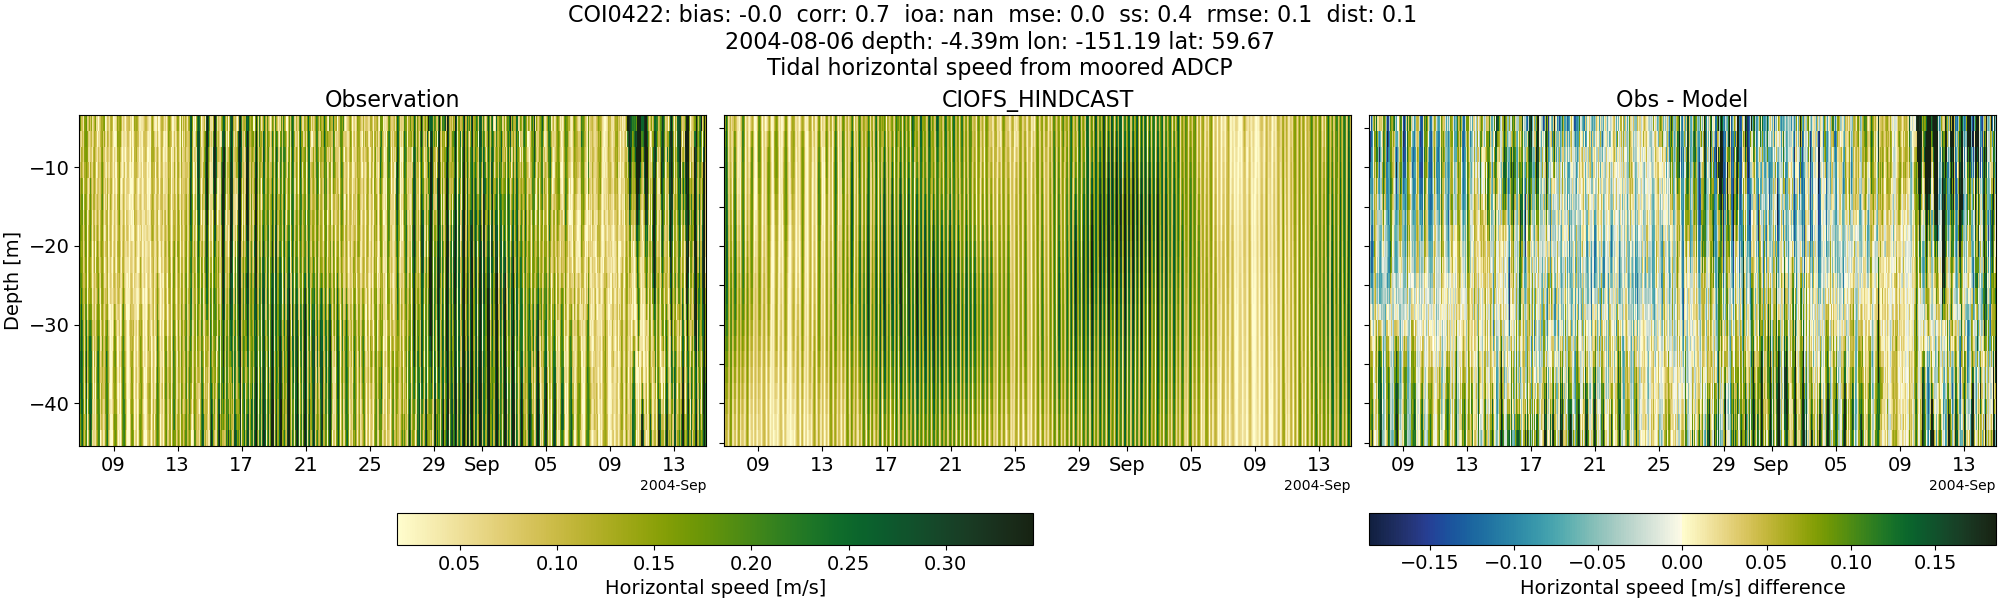 COI0422: bias: -0.0  corr: 0.7  ioa: nan  mse: 0.0  ss: 0.4  rmse: 0.1  dist: 0.1
2004-08-06 depth: -4.39m lon: -151.19 lat: 59.67
Tidal horizontal speed from moored ADCP
Observation
CIOFS_HINDCAST
Obs - Model
Depth [m]
−10
−20
−30
−40
09 13 17 21 25 29 Sep 05 09 13
2004-Sep
09 13 17 21 25 29 Sep 05 09 13
2004-Sep
09 13 17 21 25 29 Sep 05 09 13
2004-Sep
0.05 0.10 0.15 0.20 0.25 0.30
Horizontal speed [m/s]
−0.15 −0.10 −0.05 0.00 0.05 0.10 0.15
Horizontal speed [m/s] difference